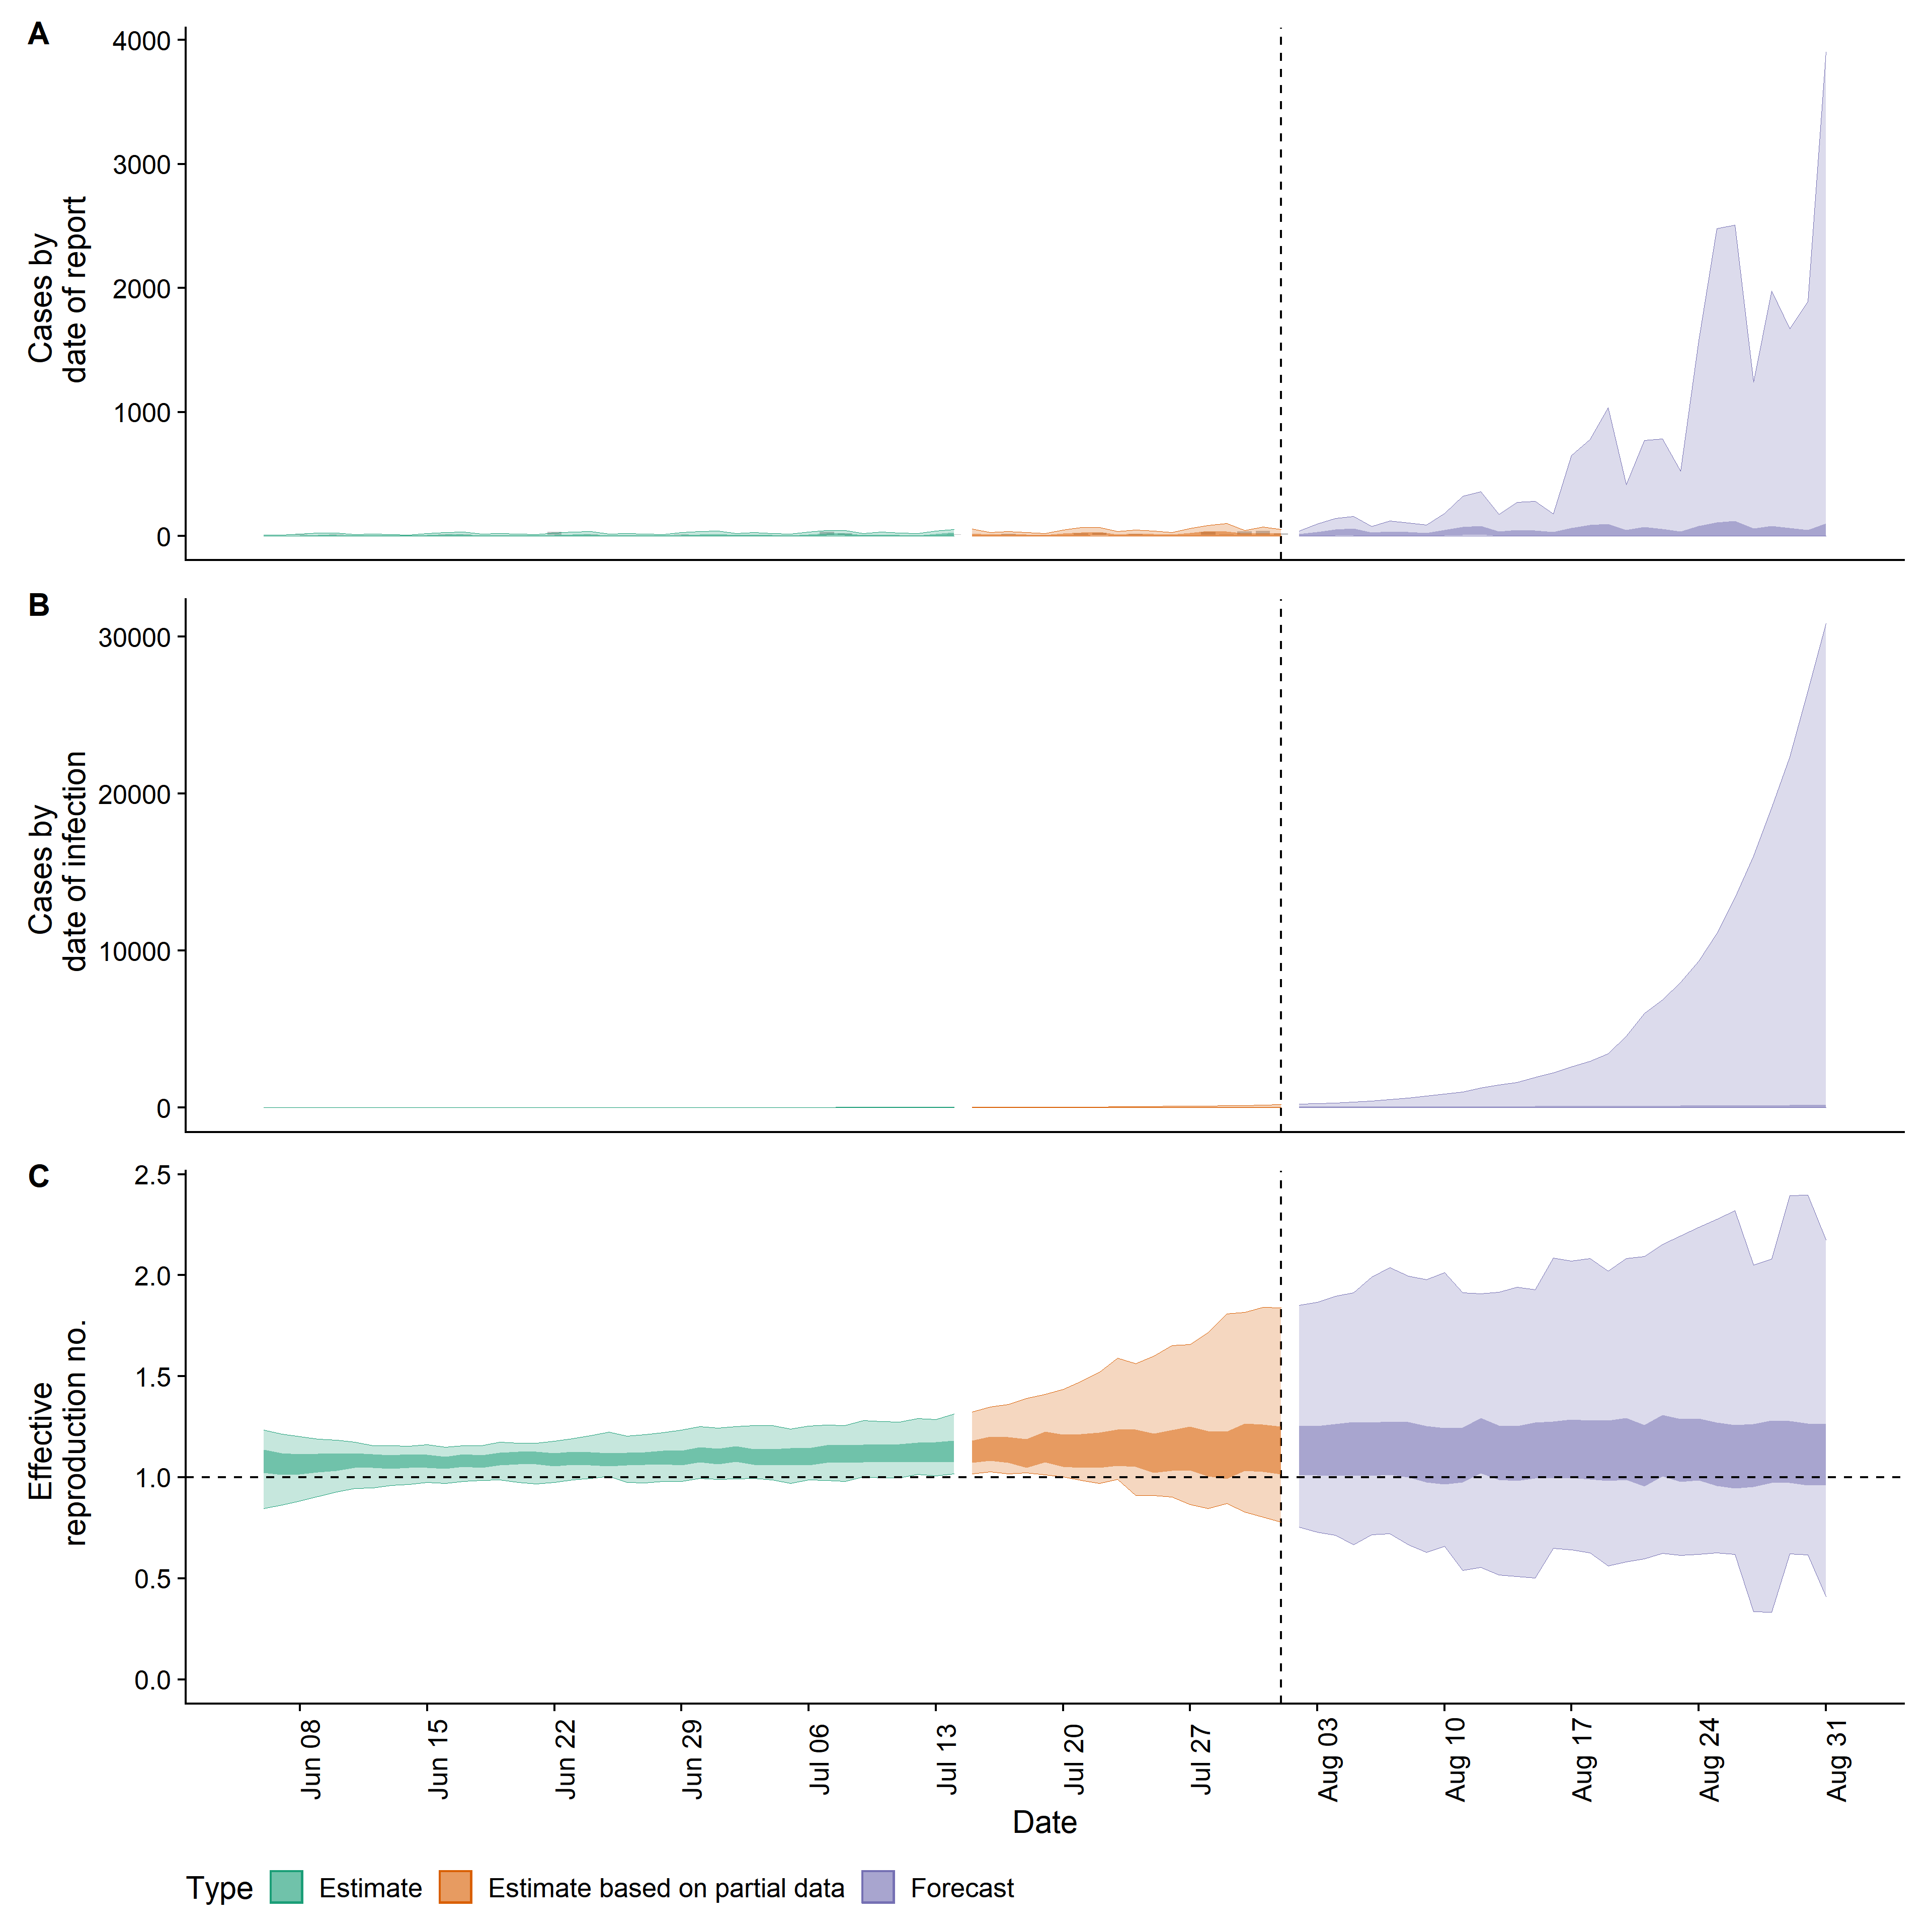 A
Cases by
date of report
4000
3000
2000
1000
0
B
Cases by
date of infection
30000
20000
10000
0
C
Effective
reproduction no.
2.5
2.0
1.5
1.0
0.5
0.0
Jun 08
Jun 15
Jun 22
Jun 29
Jul 06
Jul 13
Jul 20
Jul 27
Aug 03
Aug 10
Aug 17
Aug 24
Aug 31
Date
Type Estimate Estimate based on partial data Forecast